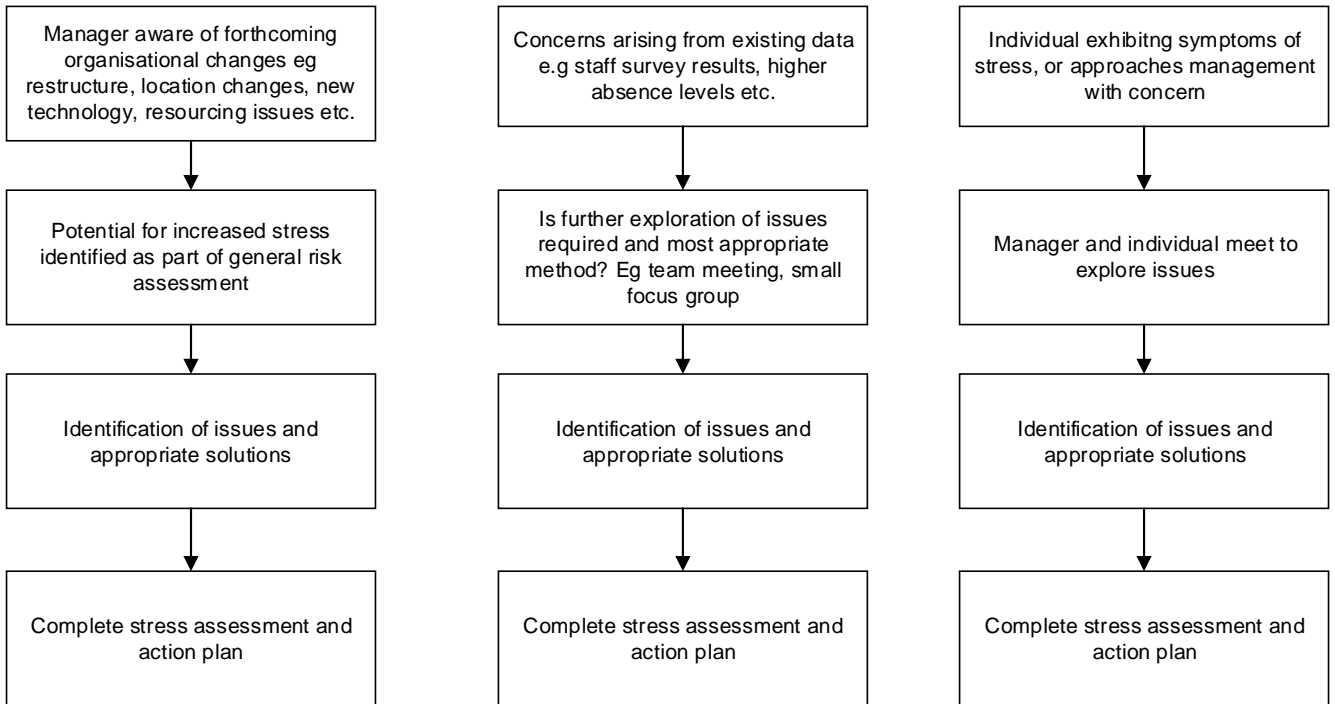 Manager aware of forthcoming
organisational changes eg
restructure, location changes, new
technology, resourcing issues etc.
Potential for increased stress
identified as part of general risk
assessment
Identification of issues and
appropriate solutions
Complete stress assessment and
action plan
Concerns arising from existing data
e.g staff survey results, higher
absence levels etc.
Is further exploration of issues
required and most appropriate
method? Eg team meeting, small
focus group
Identification of issues and
appropriate solutions
Complete stress assessment and
action plan
Individual exhibitng symptoms of
stress, or approaches management
with concern
Manager and individual meet to
explore issues
Identification of issues and
appropriate solutions
Complete stress assessment and
action plan